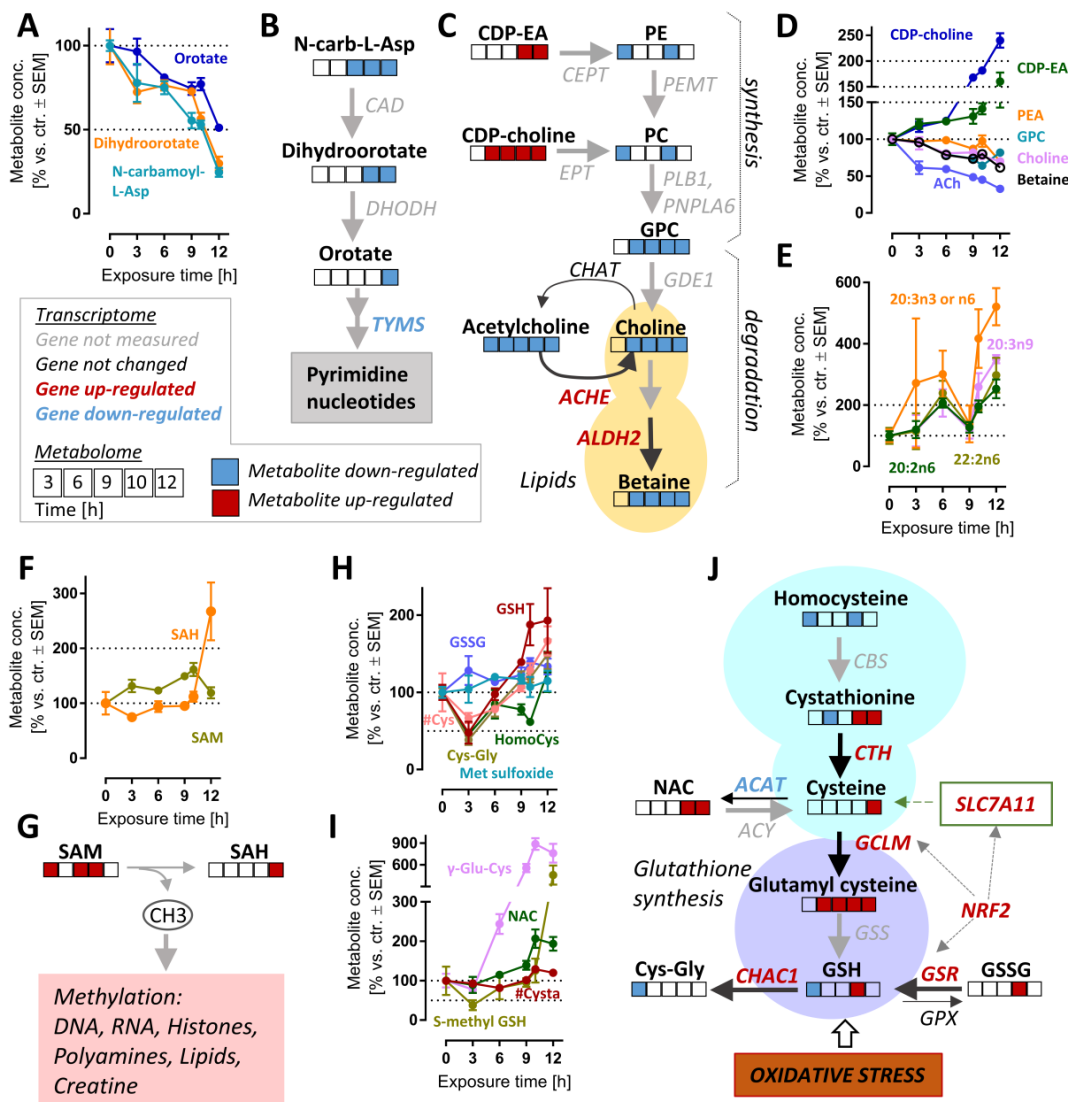 A
Metabolite conc.
[% vs. ctr. ± SEM]
100
50
0
Orotate
Dihydroorotate
N-carbamoyl-
L-Asp
0 3 6 9 12
Exposure time [h]
B
N-carb-L-Asp
CAD
Dihydroorotate
DHODH
Orotate
TYMS
Pyrimidine
nucleotides
Transcriptome
Gene not measured
Gene not changed
Gene up-regulated
Gene down-regulated
Metabolome
3 6 9 10 12
Time [h]
Metabolite down-regulated
Metabolite up-regulated
C
CDP-EA
PE
CEPT
PEMT
CDP-choline
PC
EPT
PLB1,
PNPLA6
GPC
CHAT
GDE1
Acetylcholine
Choline
ACHE
ALDH2
Lipids
Betaine
synthesis
degradation
D
Metabolite conc.
[% vs. ctr. ± SEM]
250
200
150
150
100
50
0
CDP-choline
CDP-EA
PEA
GPC
Choline
Betaine
ACh
0 3 6 9 12
E
Metabolite conc.
[% vs. ctr. ± SEM]
600
400
200
0
20:3n3 or n6
20:3n9
20:2n6
22:2n6
0 3 6 9 12
Exposure time [h]
F
Metabolite conc.
[% vs. ctr. ± SEM]
300
200
100
0
SAH
SAM
0 3 6 9 12
G
SAM
SAH
CH3
Methylation:
DNA, RNA, Histones,
Polyamines, Lipids,
Creatine
H
Metabolite conc.
[% vs. ctr. ± SEM]
200
100
0
GSH
GSSG
#Cys
Cys-Gly
HomoCys
Met sulfoxide
0 3 6 9 12
I
Metabolite conc.
[% vs. ctr. ± SEM]
900
600
300
200
100
0
γ-Glu-Cys
NAC
#Cysta
S-methyl GSH
0 3 6 9 12
Exposure time [h]
J
Homocysteine
CBS
Cystathionine
CTH
NAC
ACAT
Cysteine
SLC7A11
ACY
GCLM
Glutathione
synthesis
Glutamyl cysteine
NRF2
GSS
Cys-Gly
CHAC1
GSH
GSR
GSSG
GPX
OXIDATIVE STRESS